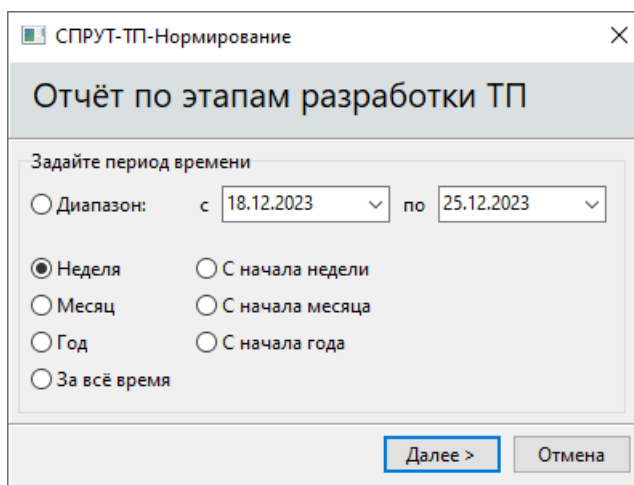 СПРУТ-ТП-Нормирование
Отчёт по этапам разработки ТП
Задайте период времени
Диапазон: с 18.12.2023 по 25.12.2023
Неделя С начала недели
Месяц С начала месяца
Год С начала года
За всё время
Далее > Отмена